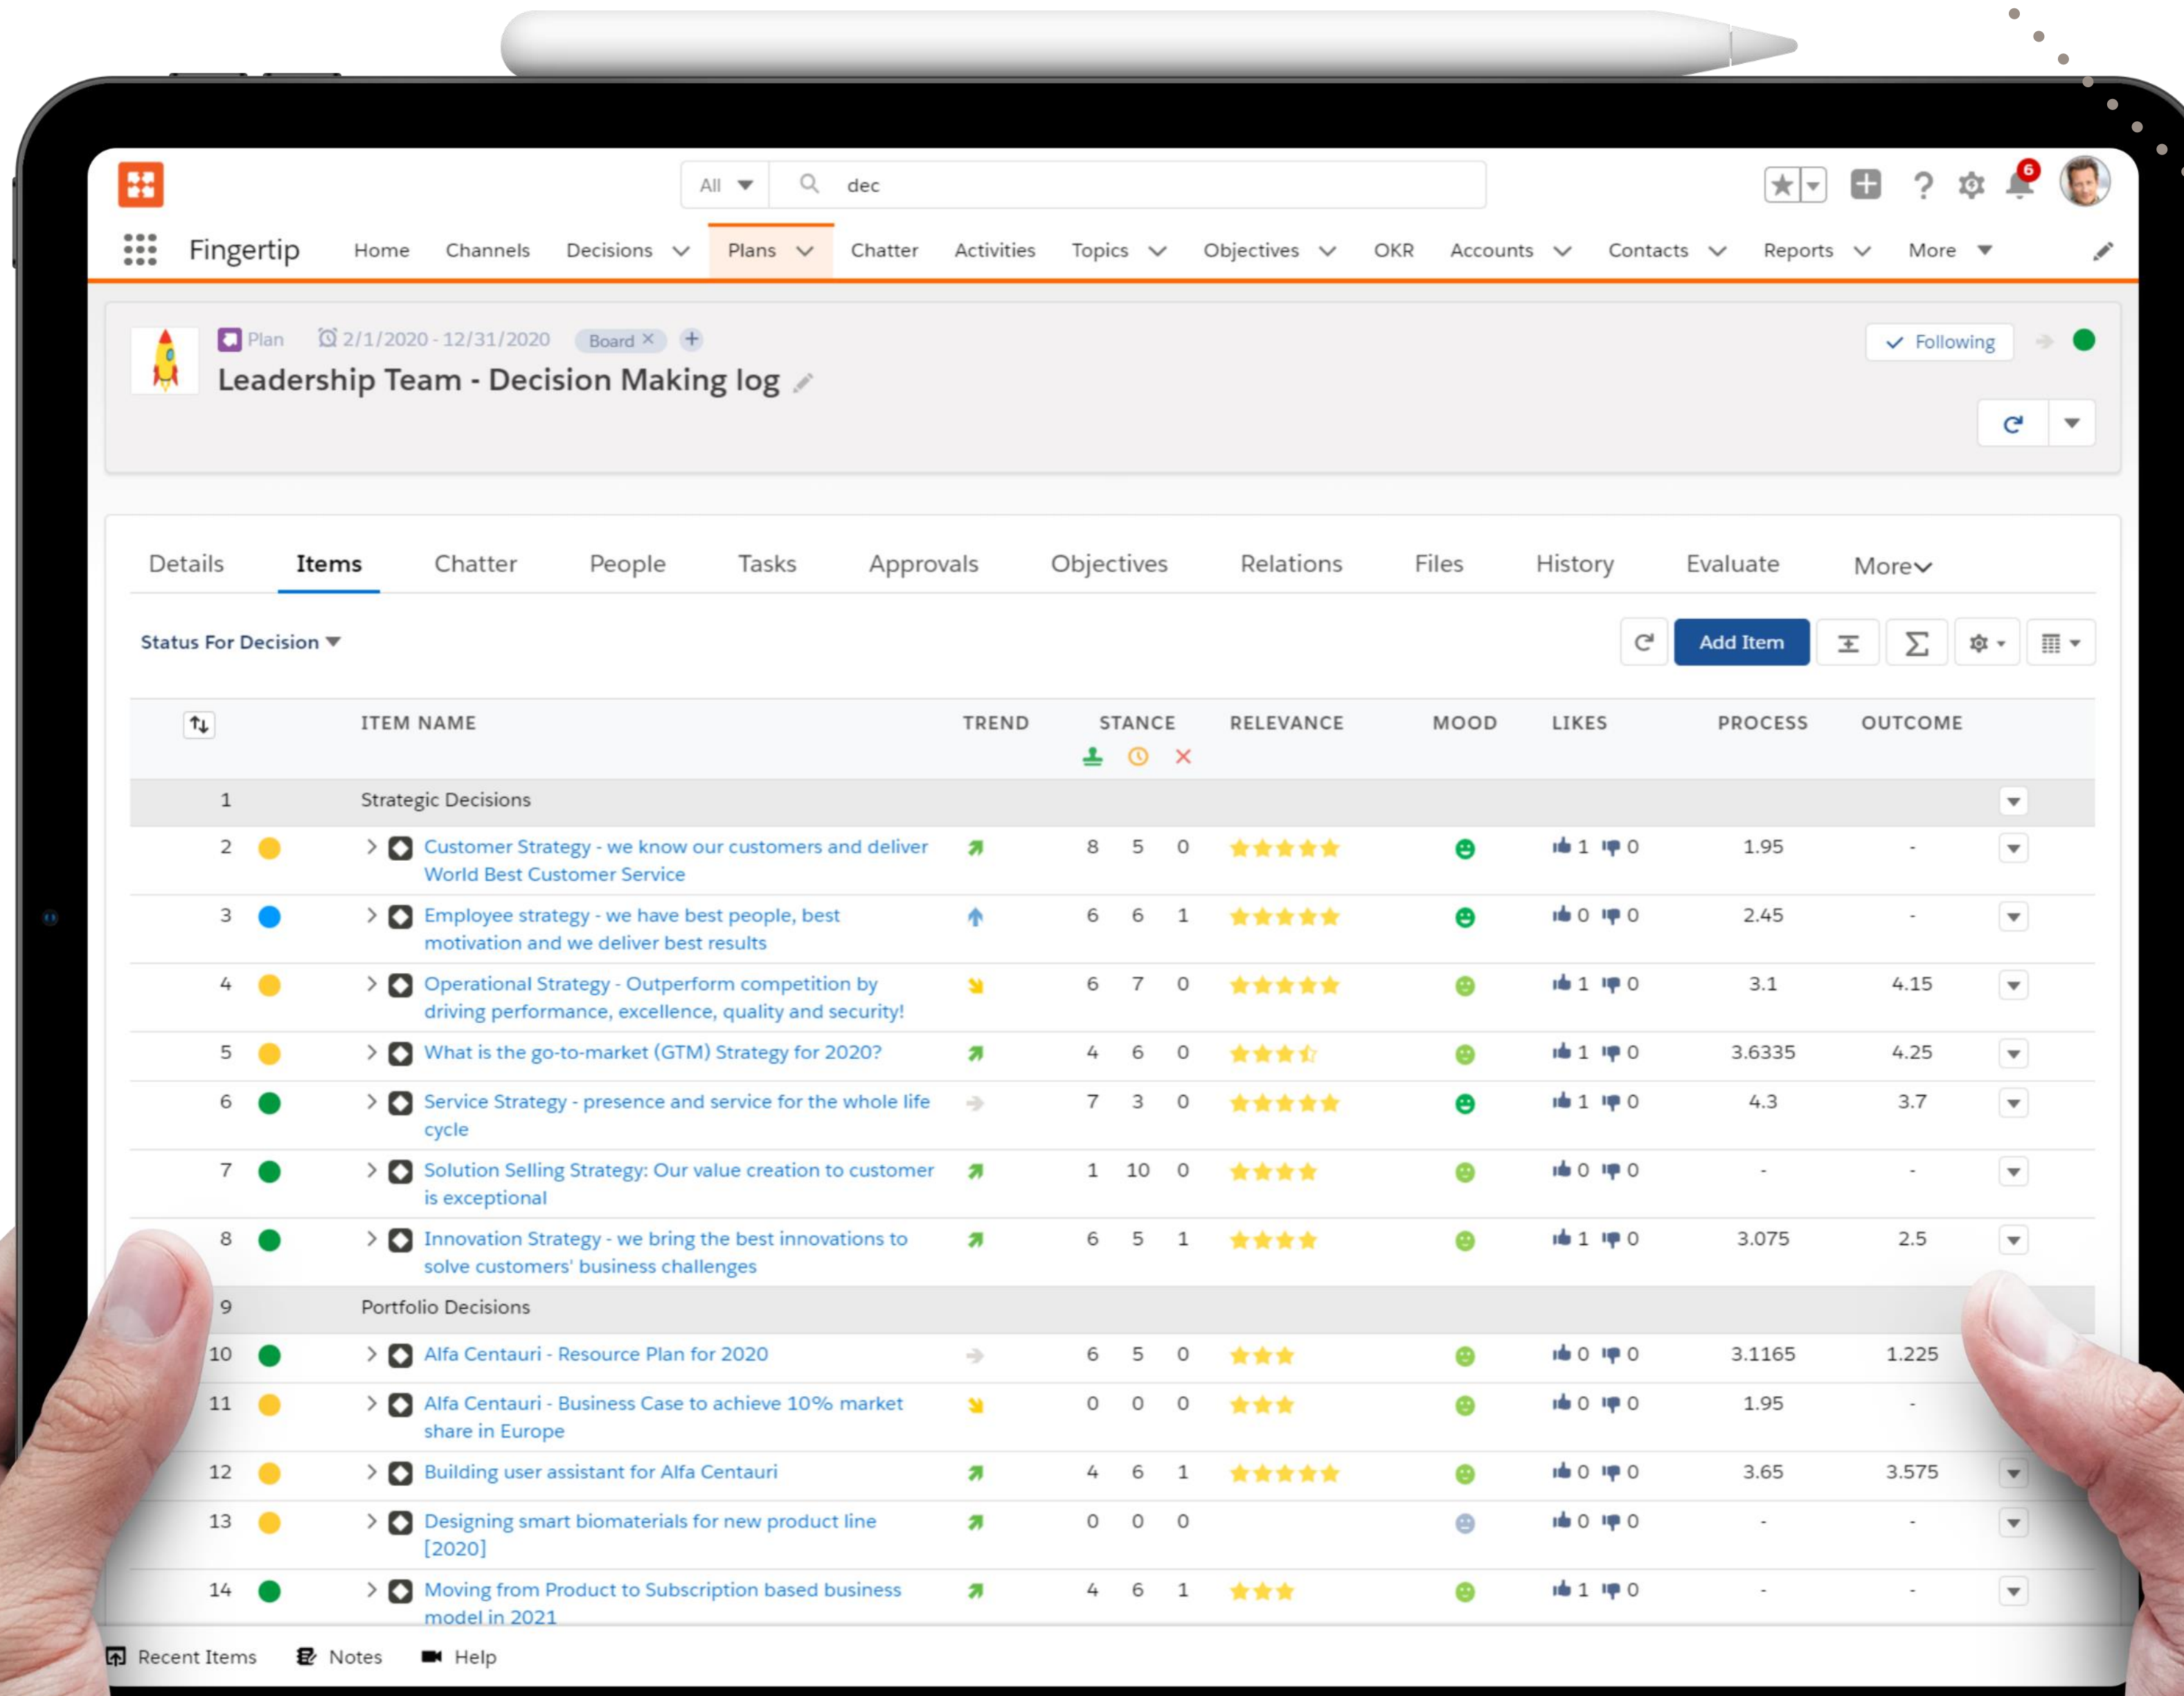 All dec
6
Fingertip Home Channels Decisions Plans Chatter Activities Topics Objectives OKR Accounts Contacts Reports More
Plan 2/1/2020 - 12/31/2020 Board × +
Following
Leadership Team - Decision Making log
Details Items Chatter People Tasks Approvals Objectives Relations Files History Evaluate More
Status For Decision
Add Item
ITEM NAME TREND STANCE RELEVANCE MOOD LIKES PROCESS OUTCOME
1 Strategic Decisions
2 Customer Strategy - we know our customers and deliver 8 5 0 1 0 1.95 -
World Best Customer Service
3 Employee strategy - we have best people, best 6 6 1 0 0 2.45 -
motivation and we deliver best results
4 Operational Strategy - Outperform competition by 6 7 0 1 0 3.1 4.15
driving performance, excellence, quality and security!
5 What is the go-to-market (GTM) Strategy for 2020? 4 6 0 1 0 3.6335 4.25
6 Service Strategy - presence and service for the whole life 7 3 0 1 0 4.3 3.7
cycle
7 Solution Selling Strategy: Our value creation to customer 1 10 0 0 0 - -
is exceptional
8 Innovation Strategy - we bring the best innovations to 6 5 1 1 0 3.075 2.5
solve customers' business challenges
9 Portfolio Decisions
10 Alfa Centauri - Resource Plan for 2020 6 5 0 0 0 3.1165 1.225
11 Alfa Centauri - Business Case to achieve 10% market 0 0 0 0 0 1.95 -
share in Europe
12 Building user assistant for Alfa Centauri 4 6 1 0 0 3.65 3.575
13 Designing smart biomaterials for new product line 0 0 0 0 0 - -
[2020]
14 Moving from Product to Subscription based business 4 6 1 1 0 - -
model in 2021
Recent Items Notes Help